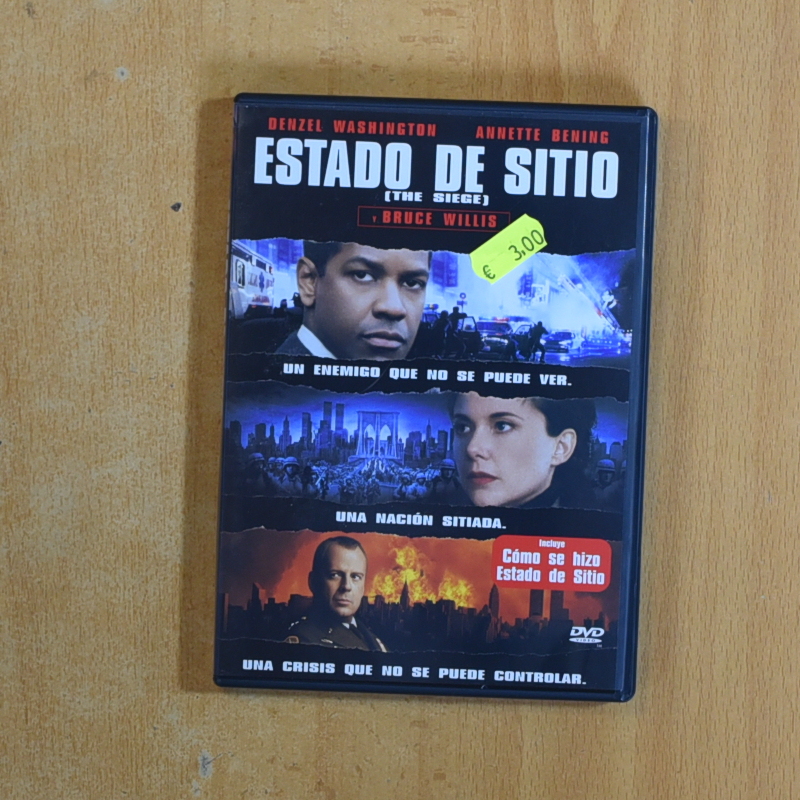 DENZEL WASHINGTON ANNETTE BENING
ESTADO DE SITIO
(THE SIEGE)
Y BRUCE WILLIS
€ 3,00
UN ENEMIGO QUE NO SE PUEDE VER.
UNA NACIÓN SITIADA.
Incluye
Cómo se hizo
Estado de Sitio
DVD
VIDEO
UNA CRISIS QUE NO SE PUEDE CONTROLAR.